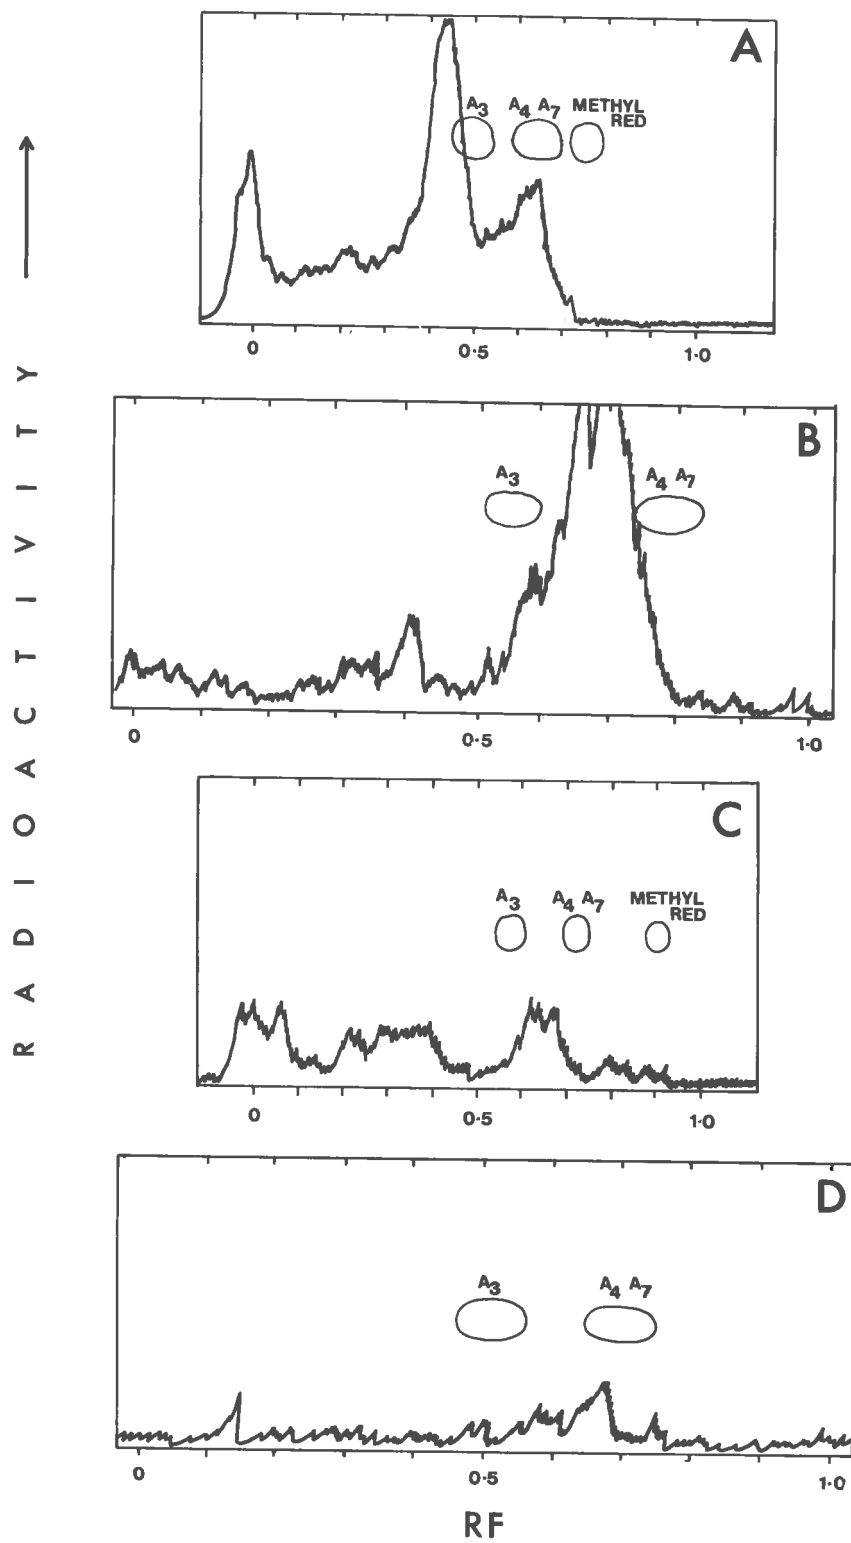 RADIOACTIVITY
A
A3 A4 A7 METHYL
RED
0 0·5 1·0
B
A3 A4 A7
0 0·5 1·0
C
A3 A4 A7 METHYL
RED
0 0·5 1·0
D
A3 A4 A7
0 0·5 1·0
RF